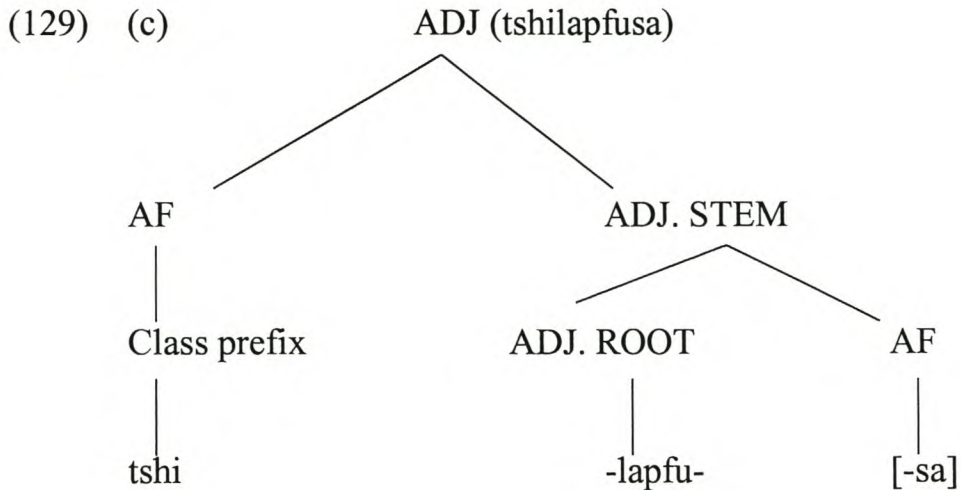 (129) (c) ADJ (tshilapfusa)
AF ADJ. STEM
Class prefix ADJ. ROOT AF
tshi -lapfu- [-sa]